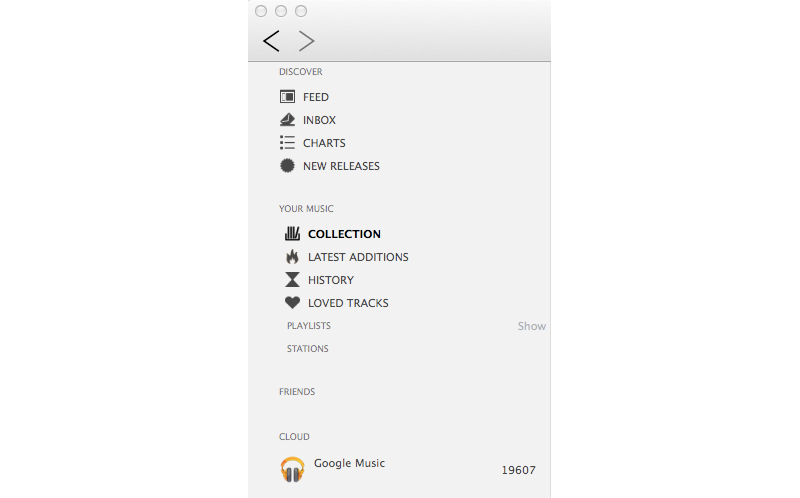 DISCOVER
FEED
INBOX
CHARTS
NEW RELEASES
YOUR MUSIC
COLLECTION
LATEST ADDITIONS
HISTORY
LOVED TRACKS
PLAYLISTS Show
STATIONS
FRIENDS
CLOUD
Google Music 19607